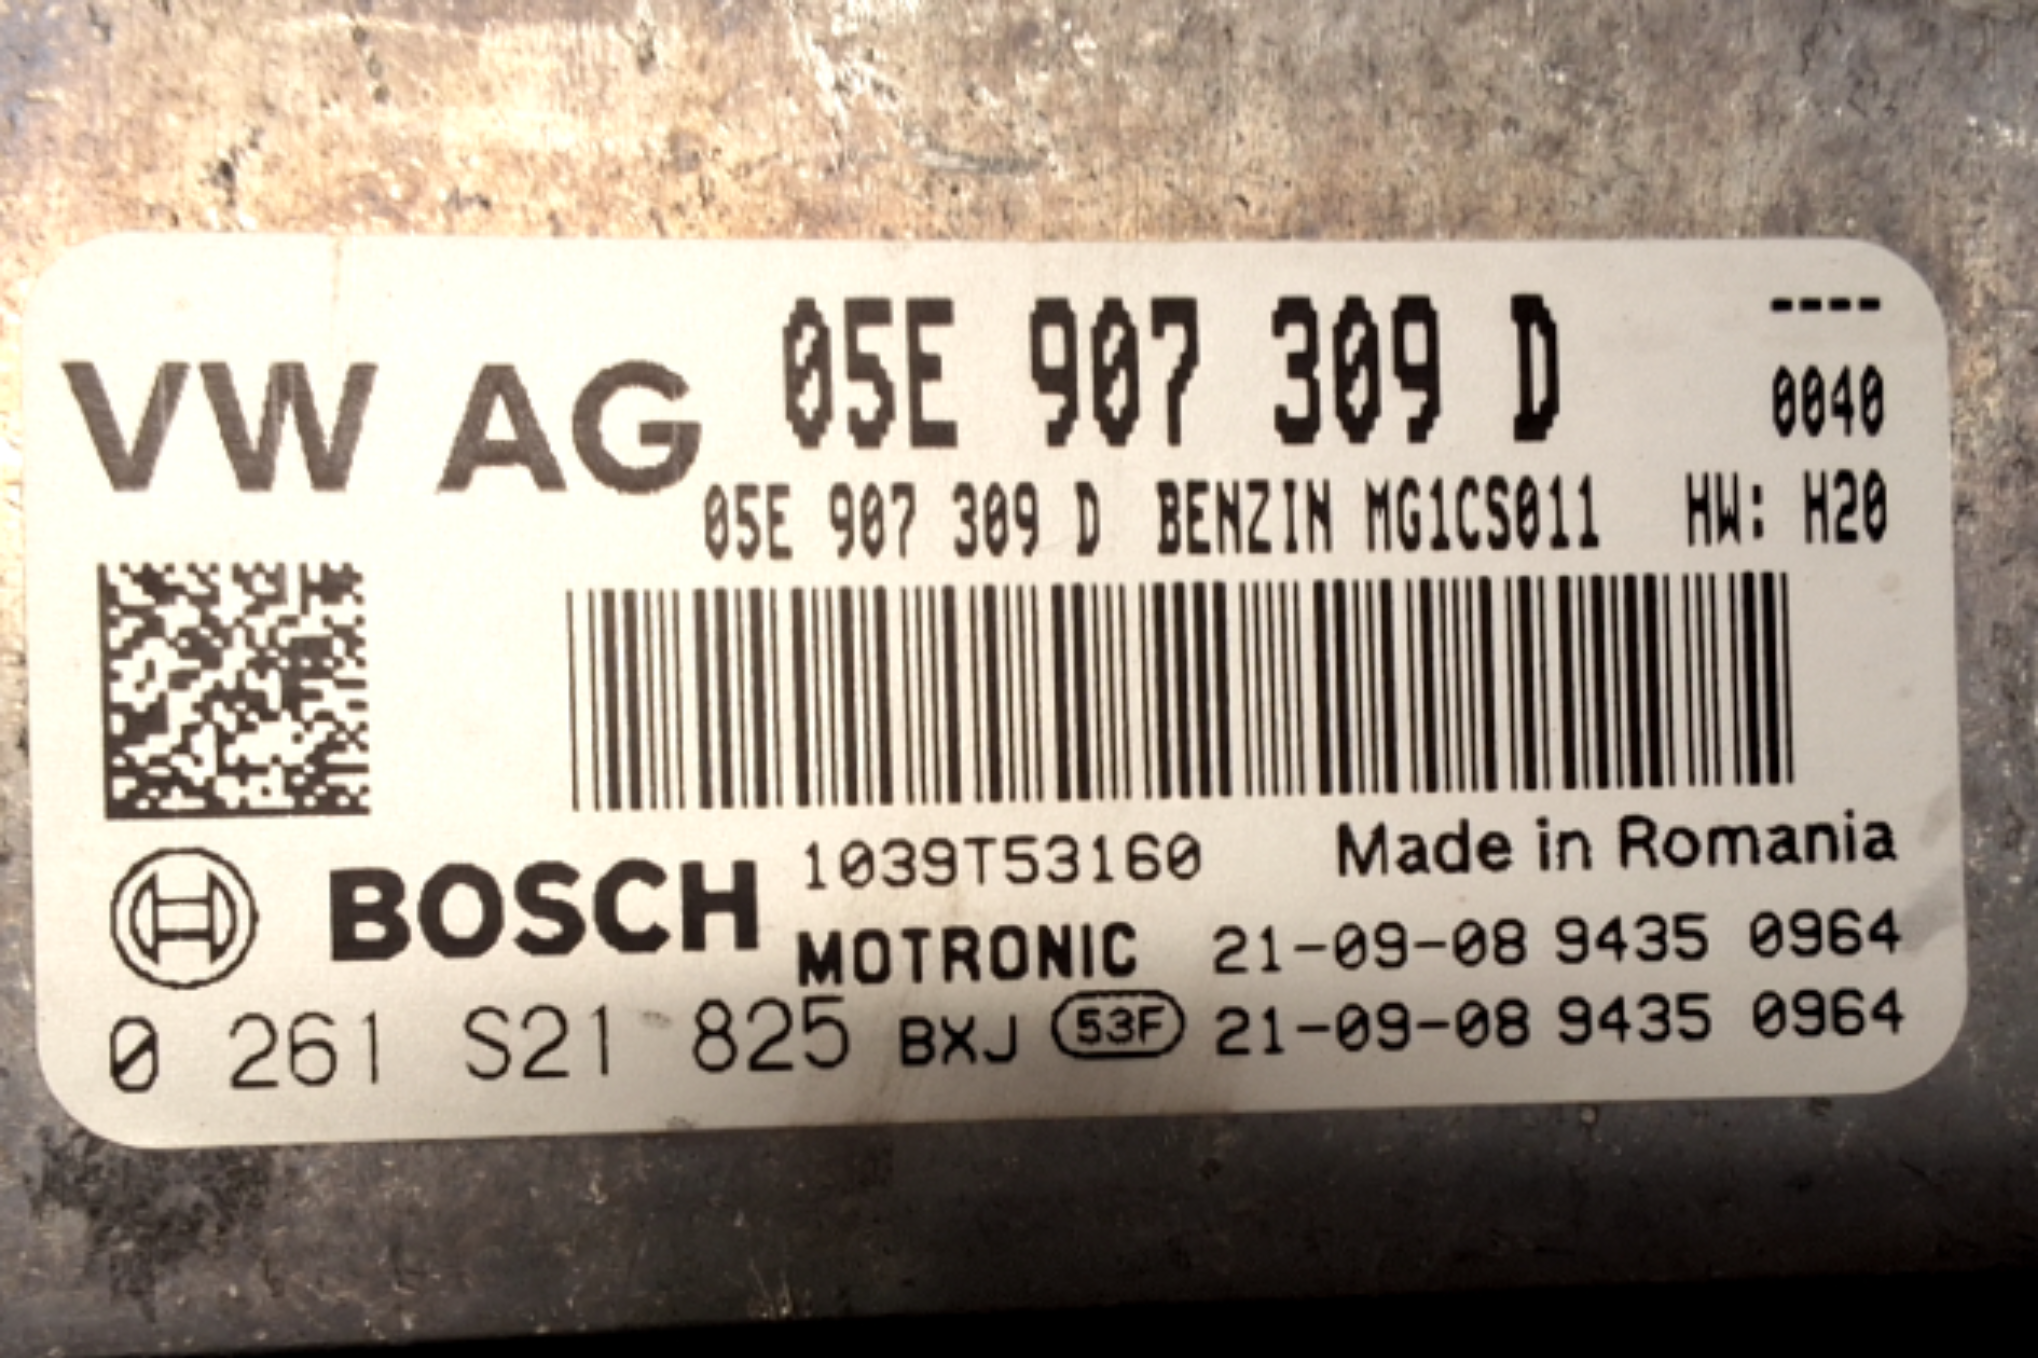 VW AG 05E 907 309 D ----
0040
05E 907 309 D BENZIN MG1CS011 HW: H20
BOSCH 1039T53160 Made in Romania
MOTRONIC 21-09-08 9435 0964
0 261 S21 825 BXJ 53F 21-09-08 9435 0964